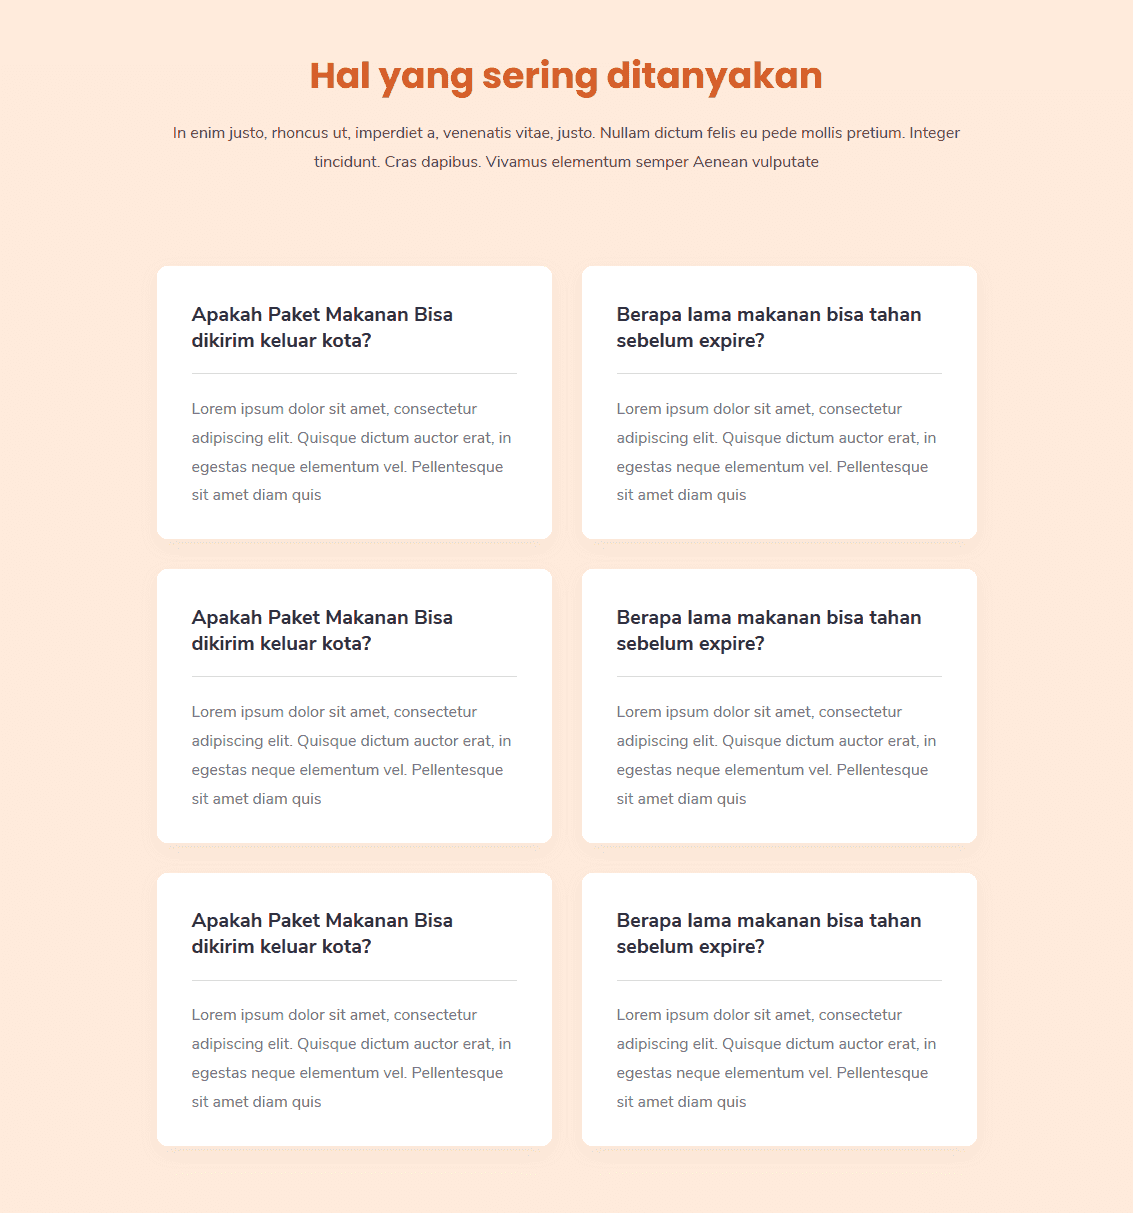 Hal yang sering ditanyakan
In enim justo, rhoncus ut, imperdiet a, venenatis vitae, justo. Nullam dictum felis eu pede mollis pretium. Integer
tincidunt. Cras dapibus. Vivamus elementum semper Aenean vulputate
Apakah Paket Makanan Bisa
dikirim keluar kota?
Lorem ipsum dolor sit amet, consectetur
adipiscing elit. Quisque dictum auctor erat, in
egestas neque elementum vel. Pellentesque
sit amet diam quis
Berapa lama makanan bisa tahan
sebelum expire?
Lorem ipsum dolor sit amet, consectetur
adipiscing elit. Quisque dictum auctor erat, in
egestas neque elementum vel. Pellentesque
sit amet diam quis
Apakah Paket Makanan Bisa
dikirim keluar kota?
Lorem ipsum dolor sit amet, consectetur
adipiscing elit. Quisque dictum auctor erat, in
egestas neque elementum vel. Pellentesque
sit amet diam quis
Berapa lama makanan bisa tahan
sebelum expire?
Lorem ipsum dolor sit amet, consectetur
adipiscing elit. Quisque dictum auctor erat, in
egestas neque elementum vel. Pellentesque
sit amet diam quis
Apakah Paket Makanan Bisa
dikirim keluar kota?
Lorem ipsum dolor sit amet, consectetur
adipiscing elit. Quisque dictum auctor erat, in
egestas neque elementum vel. Pellentesque
sit amet diam quis
Berapa lama makanan bisa tahan
sebelum expire?
Lorem ipsum dolor sit amet, consectetur
adipiscing elit. Quisque dictum auctor erat, in
egestas neque elementum vel. Pellentesque
sit amet diam quis